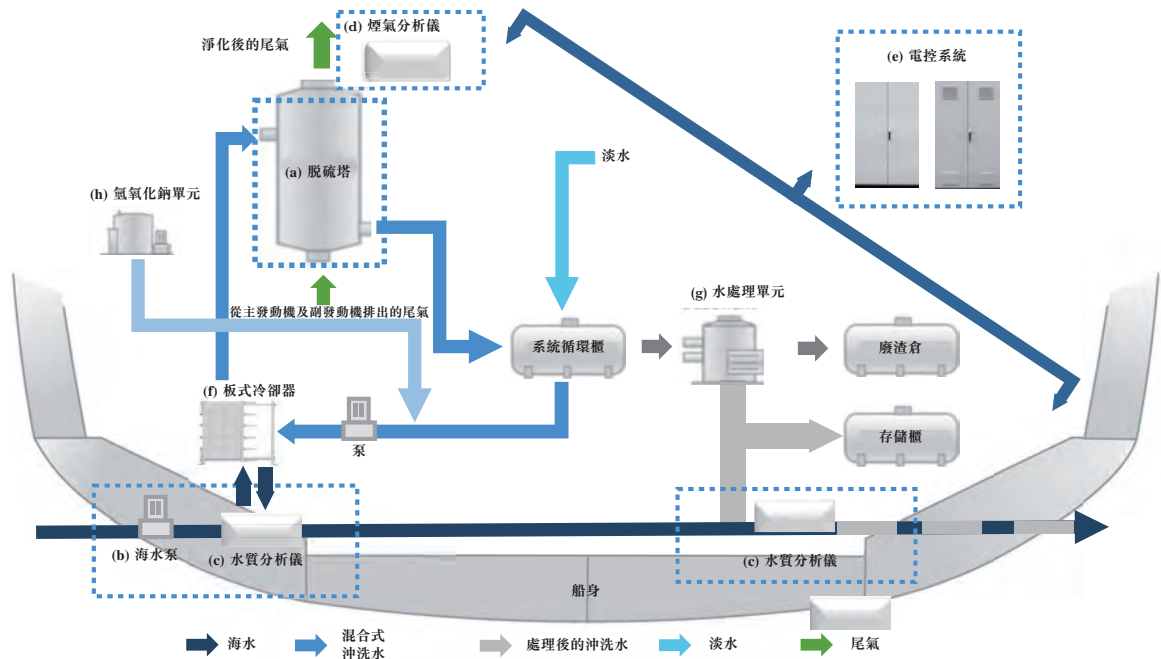 淨化後的尾氣
(d) 煙氣分析儀
(e) 電控系統
(a) 脫硫塔
淡水
(h) 氫氧化鈉單元
從主發動機及副發動機排出的尾氣
(g) 水處理單元
系統循環櫃
廢渣倉
(f) 板式冷卻器
泵
存儲櫃
(b) 海水泵
(c) 水質分析儀
(c) 水質分析儀
船身
海水
混合式
沖洗水
處理後的沖洗水
淡水
尾氣